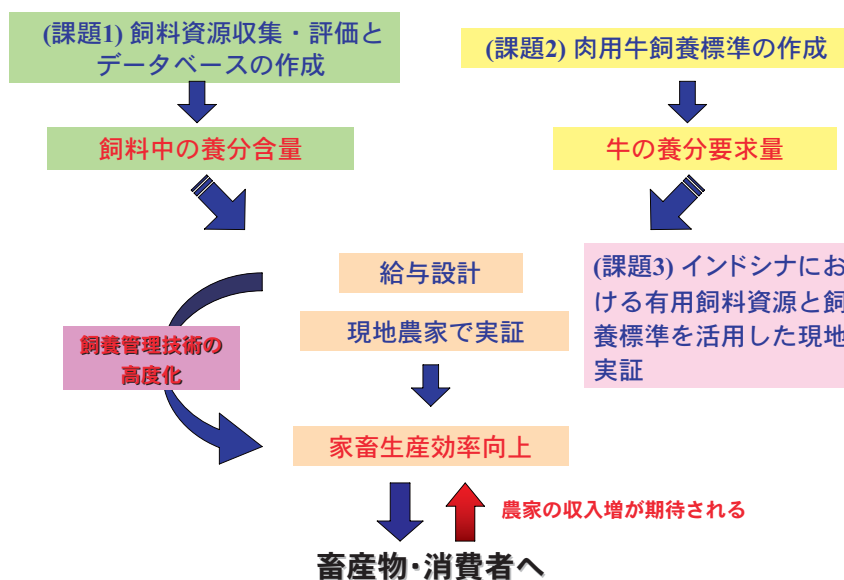 (課題1) 飼料資源収集・評価と
データベースの作成
(課題2) 肉用牛飼養標準の作成
飼料中の養分含量
牛の養分要求量
給与設計
(課題3) インドシナにお
ける有用飼料資源と飼
養標準を活用した現地
実証
現地農家で実証
飼養管理技術の
高度化
家畜生産効率向上
農家の収入増が期待される
畜産物・消費者へ